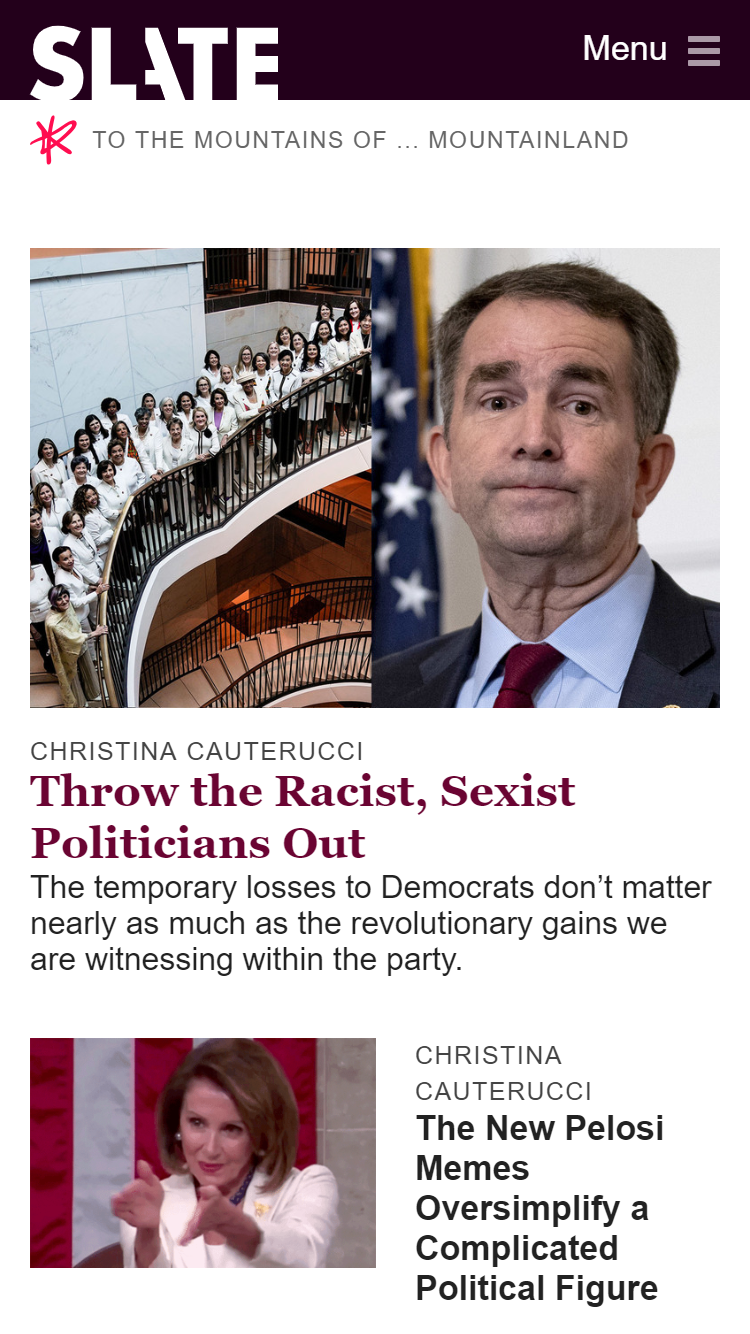 SLATE
Menu
TO THE MOUNTAINS OF ... MOUNTAINLAND
CHRISTINA CAUTERUCCI
Throw the Racist, Sexist
Politicians Out
The temporary losses to Democrats don’t matter
nearly as much as the revolutionary gains we
are witnessing within the party.
CHRISTINA
CAUTERUCCI
The New Pelosi
Memes
Oversimplify a
Complicated
Political Figure